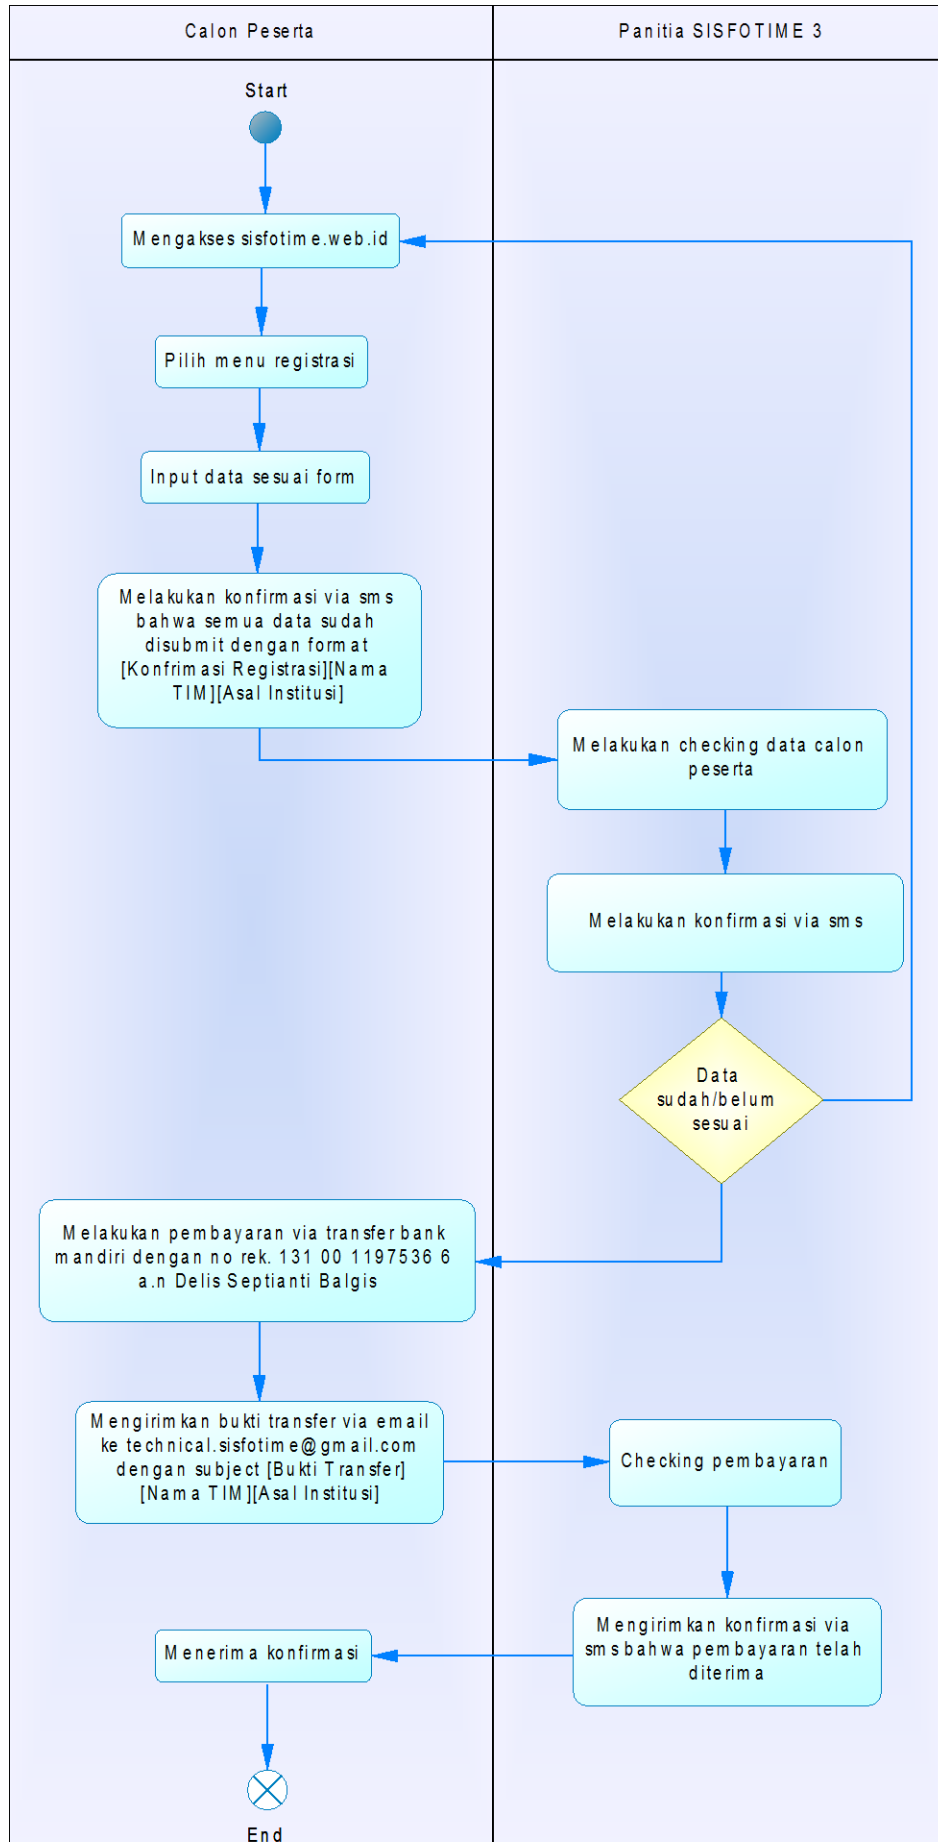 Calon Peserta
Panitia SISFOTIME 3
Start
Mengakses sisfotime.web.id
Pilih menu registrasi
Input data sesuai form
Melakukan konfirmasi via sms
bahwa semua data sudah
disubmit dengan format
[Konfrimasi Registrasi][Nama
TIM][Asal Institusi]
Melakukan checking data calon
peserta
Melakukan konfirmasi via sms
Data
sudah/belum
sesuai
Melakukan pembayaran via transfer bank
mandiri dengan no rek. 131 00 1197536 6
a.n Delis Septianti Balgis
Mengirimkan bukti transfer via email
ke technical.sisfotime@gmail.com
dengan subject [Bukti Transfer]
[Nama TIM][Asal Institusi]
Checking pembayaran
Mengirimkan konfirmasi via
sms bahwa pembayaran telah
diterima
Menerima konfirmasi
End